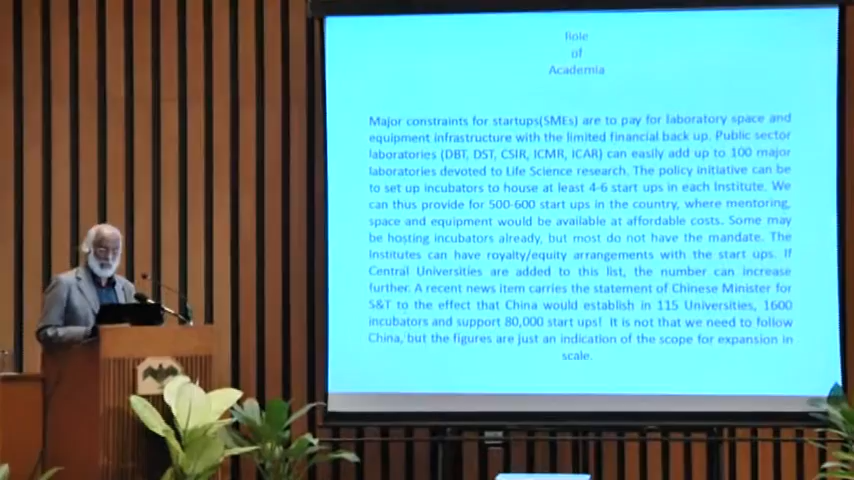 Role
of
Academia
Major constraints for startups(SMEs) are to pay for laboratory space and
equipment infrastructure with the limited financial back up. Public sector
laboratories (DBT, DST, CSIR, ICMR, ICAR) can easily add up to 100 major
laboratories devoted to Life Science research. The policy initiative can be
to set up incubators to house at least 4-6 start ups in each Institute. We
can thus provide for 500-600 start ups in the country, where mentoring,
space and equipment would be available at affordable costs. Some may
be hosting incubators already, but most do not have the mandate. The
Institutes can have royalty/equity arrangements with the start ups. If
Central Universities are added to this list, the number can increase
further. A recent news item carries the statement of Chinese Minister for
S&T to the effect that China would establish in 115 Universities, 1600
incubators and support 80,000 start ups! It is not that we need to follow
China, but the figures are just an indication of the scope for expansion in
scale.